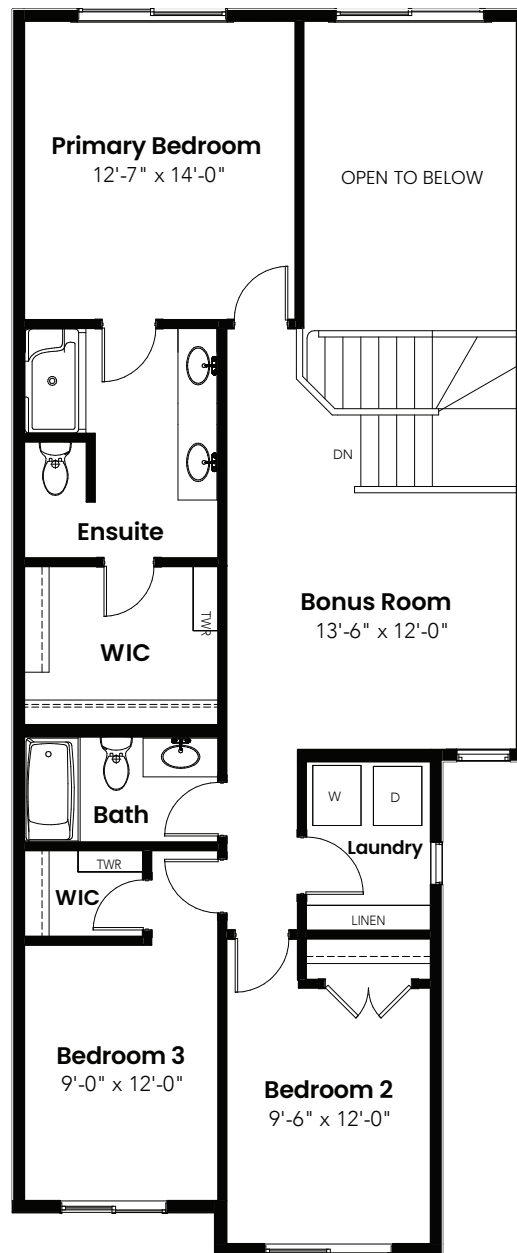 Primary Bedroom
12'-7" x 14'-0"
OPEN TO BELOW
DN
Ensuite
Bonus Room
13'-6" x 12'-0"
TWR
WIC
W
D
Bath
Laundry
TWR
WIC
LINEN
Bedroom 3
9'-0" x 12'-0"
Bedroom 2
9'-6" x 12'-0"